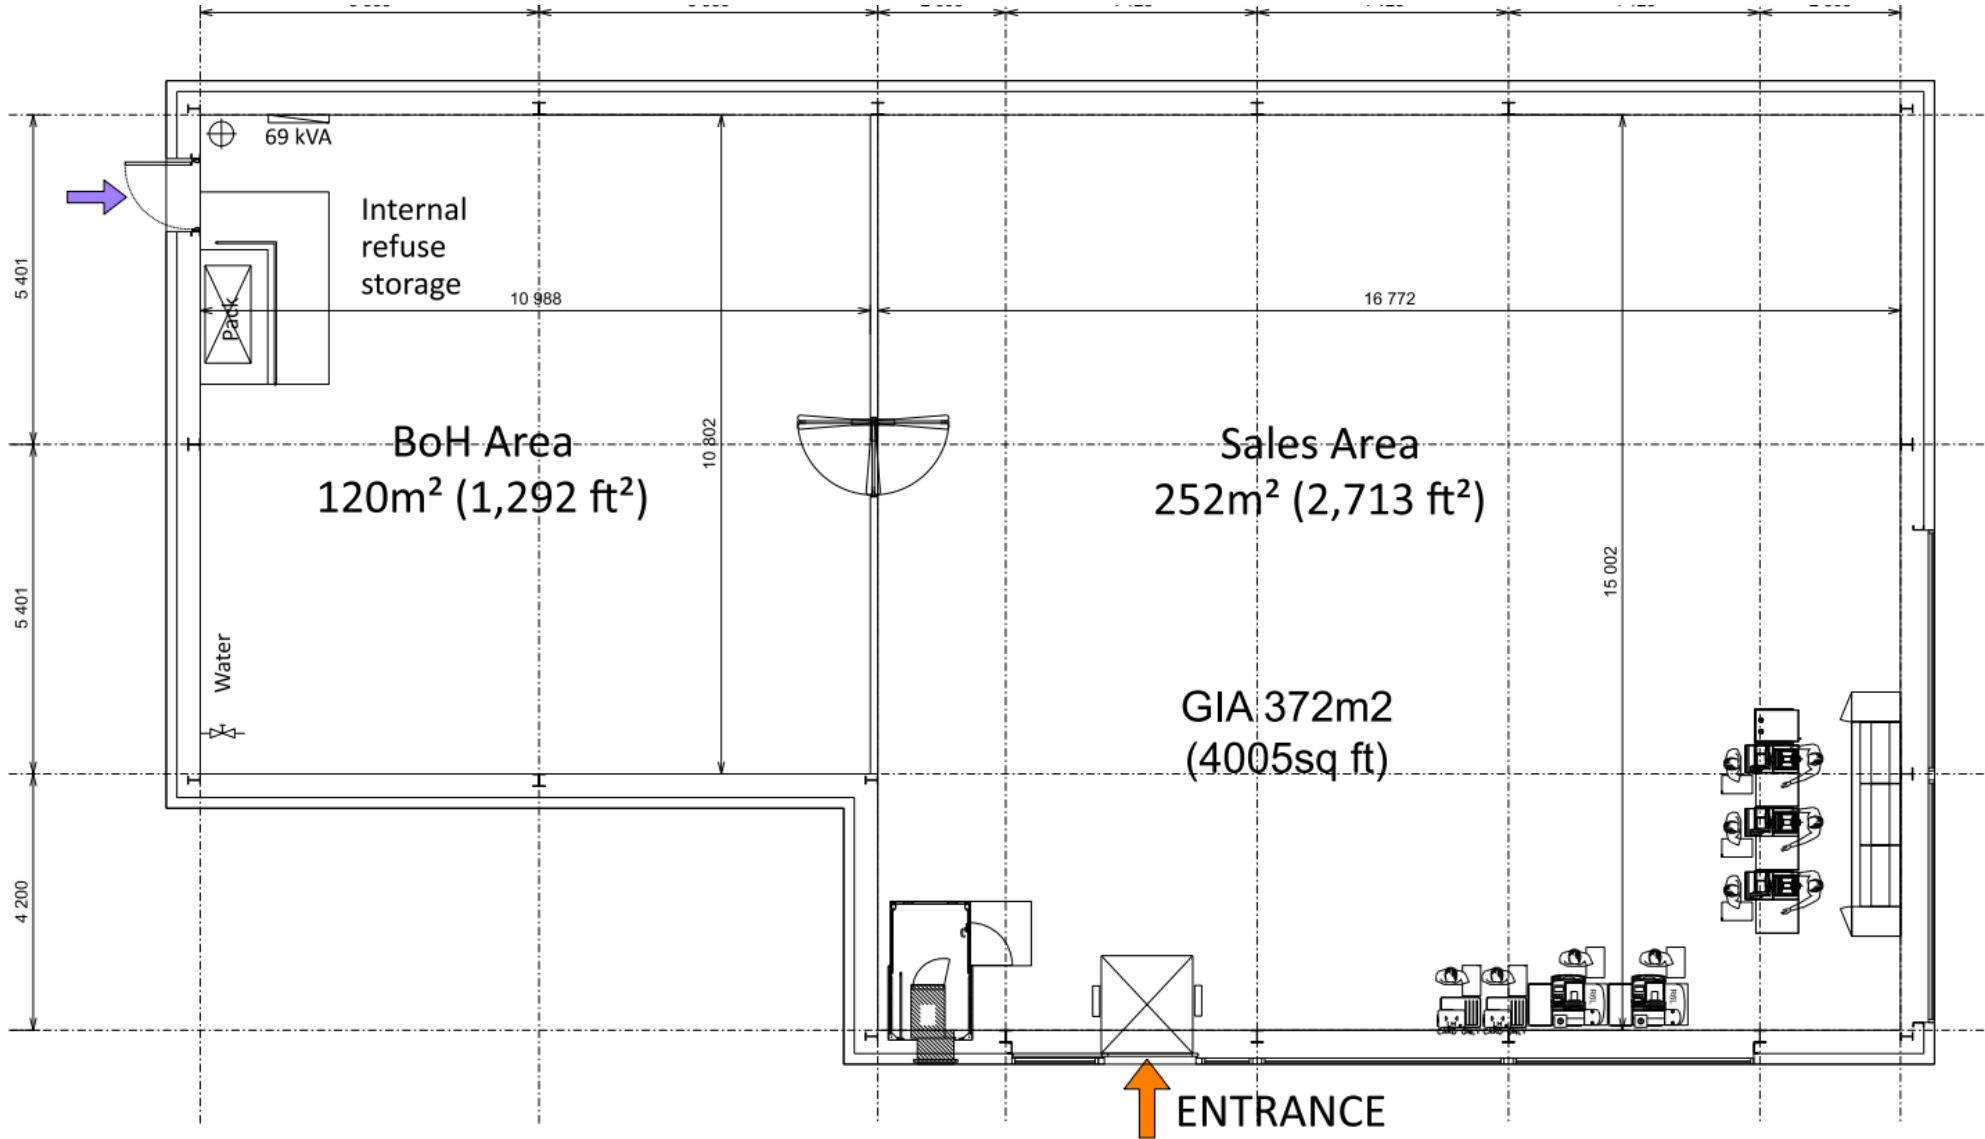 69 kVA
Internal
refuse
storage
5 401
Pack
10 988
16 772
BoH Area
120m² (1,292 ft²)
10 802
Sales Area
252m² (2,713 ft²)
15 002
5 401
Water
GIA 372m2
(4005sq ft)
4 200
RSL
RSL
ENTRANCE